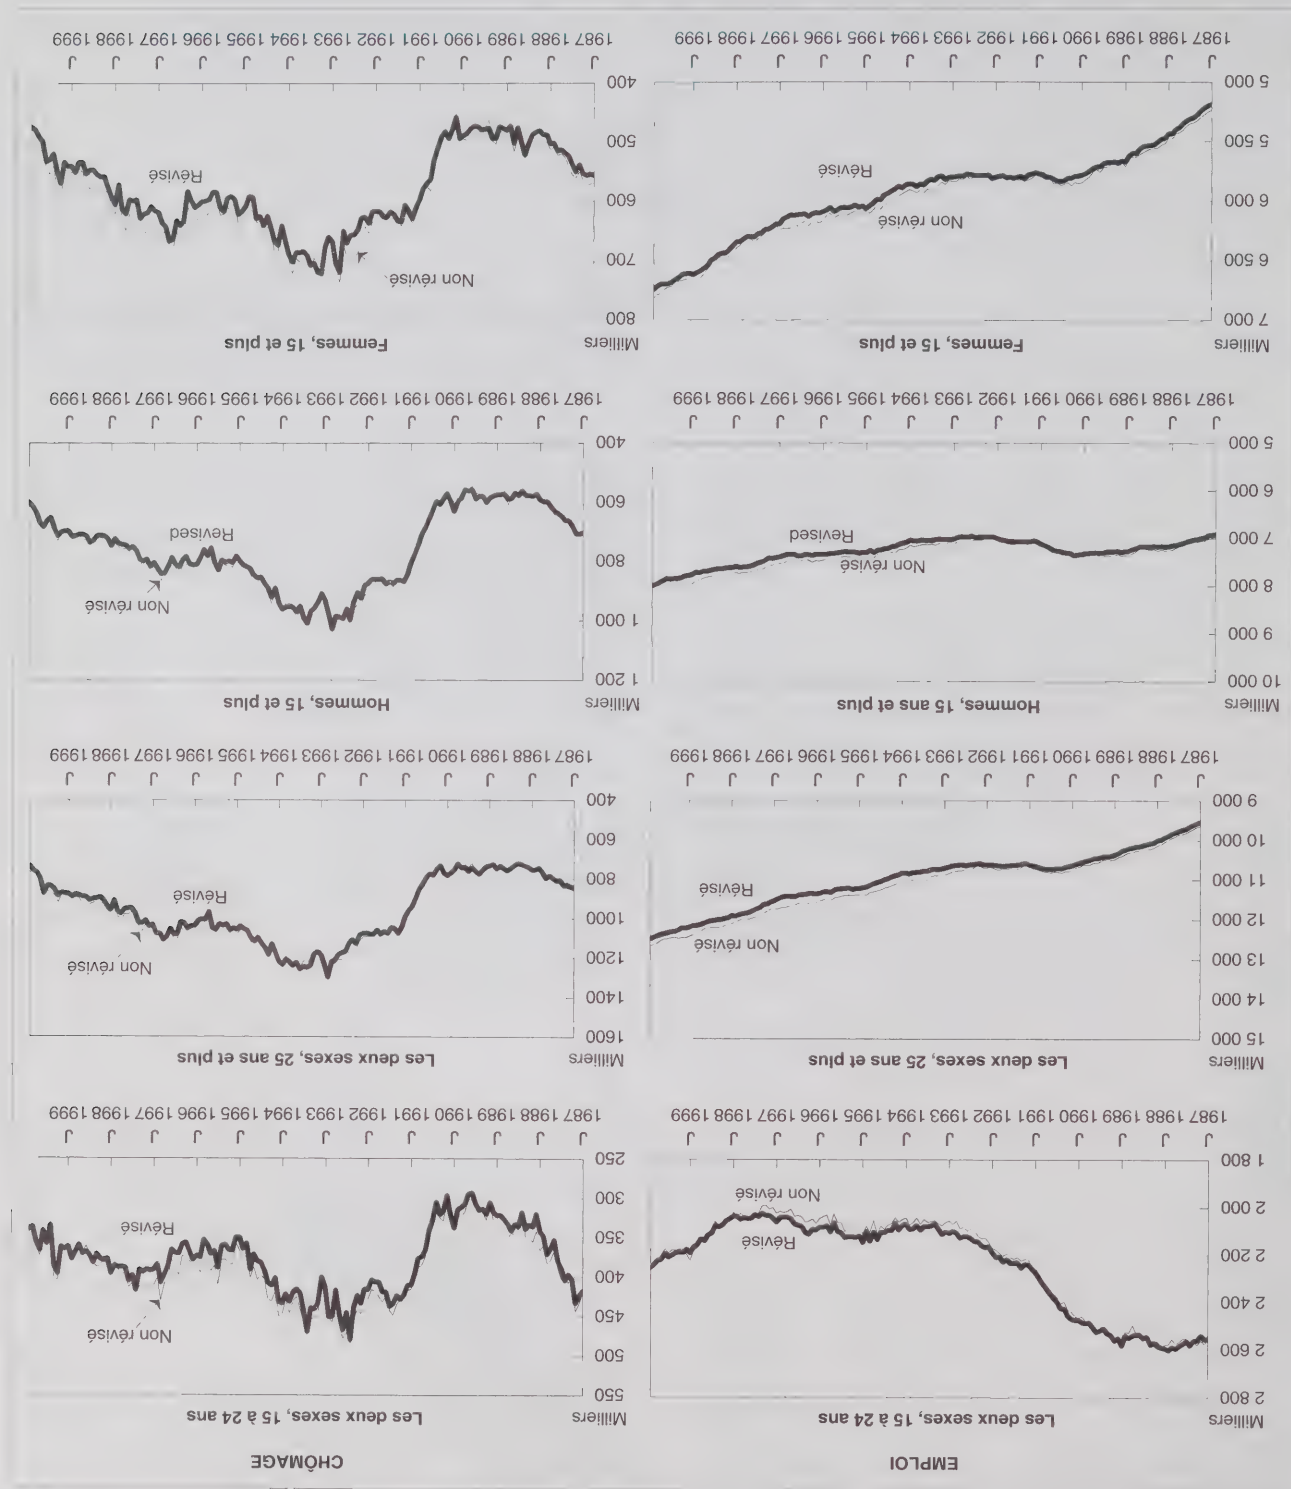 EMPLOI
Milliers
Les deux sexes, 15 à 24 ans
2 800
2 600
2 400
2 200
2 000
1 800
Révisé
Non révisé
J J J J J J J J J J J J J
1987 1988 1989 1990 1991 1992 1993 1994 1995 1996 1997 1998 1999
CHÔMAGE
Milliers
Les deux sexes, 15 à 24 ans
550
500
450
400
350
300
250
Non révisé
Révisé
J J J J J J J J J J J J J
1987 1988 1989 1990 1991 1992 1993 1994 1995 1996 1997 1998 1999
Milliers
Les deux sexes, 25 ans et plus
15 000
14 000
13 000
12 000
11 000
10 000
9 000
Non révisé
Révisé
J J J J J J J J J J J J J
1987 1988 1989 1990 1991 1992 1993 1994 1995 1996 1997 1998 1999
Milliers
Les deux sexes, 25 ans et plus
1600
1400
1200
1000
800
600
400
Non révisé
Révisé
J J J J J J J J J J J J J
1987 1988 1989 1990 1991 1992 1993 1994 1995 1996 1997 1998 1999
Milliers
Hommes, 15 ans et plus
10 000
9 000
8 000
7 000
6 000
5 000
Non révisé
Revised
J J J J J J J J J J J J J
1987 1988 1989 1990 1991 1992 1993 1994 1995 1996 1997 1998 1999
Milliers
Hommes, 15 et plus
1 200
1 000
800
600
400
Non révisé
Revised
J J J J J J J J J J J J J
1987 1988 1989 1990 1991 1992 1993 1994 1995 1996 1997 1998 1999
Milliers
Femmes, 15 et plus
7 000
6 500
6 000
5 500
5 000
Non révisé
Révisé
J J J J J J J J J J J J J
1987 1988 1989 1990 1991 1992 1993 1994 1995 1996 1997 1998 1999
Milliers
Femmes, 15 et plus
800
700
600
500
400
Non révisé
Révisé
J J J J J J J J J J J J J
1987 1988 1989 1990 1991 1992 1993 1994 1995 1996 1997 1998 1999